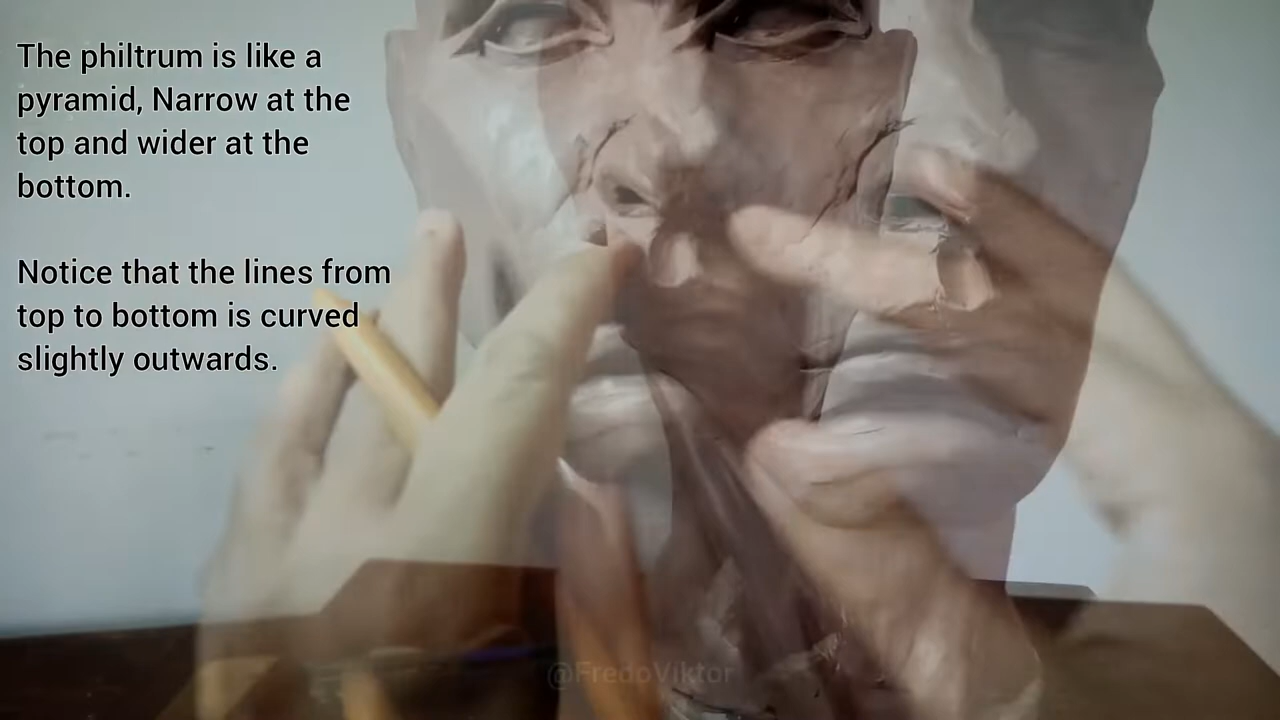 The philtrum is like a
pyramid, Narrow at the
top and wider at the
bottom.
Notice that the lines from
top to bottom is curved
slightly outwards.
@FredoViktor